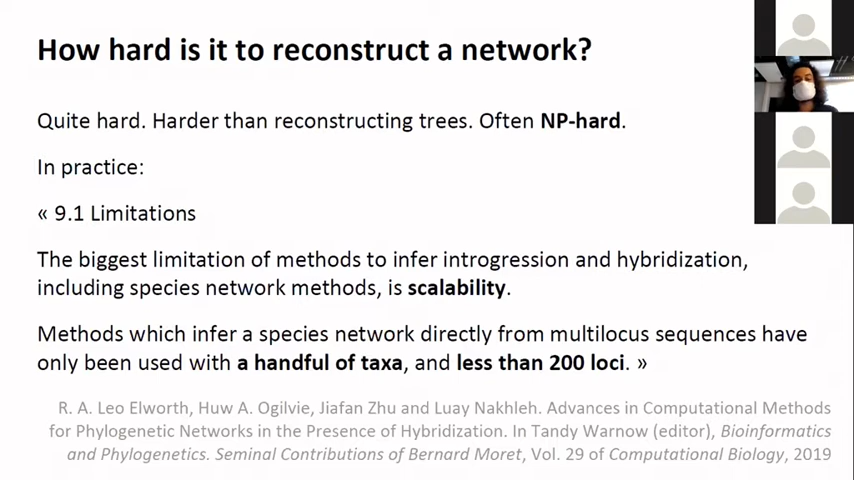 How hard is it to reconstruct a network?
Quite hard. Harder than reconstructing trees. Often NP-hard.
In practice:
« 9.1 Limitations
The biggest limitation of methods to infer introgression and hybridization,
including species network methods, is scalability.
Methods which infer a species network directly from multilocus sequences have
only been used with a handful of taxa, and less than 200 loci. »
R. A. Leo Elworth, Huw A. Ogilvie, Jiafan Zhu and Luay Nakhleh. Advances in Computational Methods
for Phylogenetic Networks in the Presence of Hybridization. In Tandy Warnow (editor), Bioinformatics
and Phylogenetics. Seminal Contributions of Bernard Moret, Vol. 29 of Computational Biology, 2019